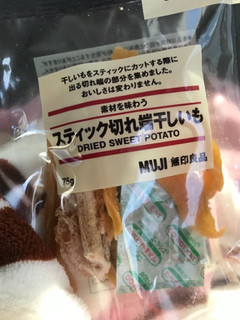 干しいもをスティックにカットする際に
出る切れ端の部分を集めました。
おいしさは変わりません。
素材を味わう
スティック切れ端干しいも
DRIED SWEET POTATO
MUJI 無印良品
75g